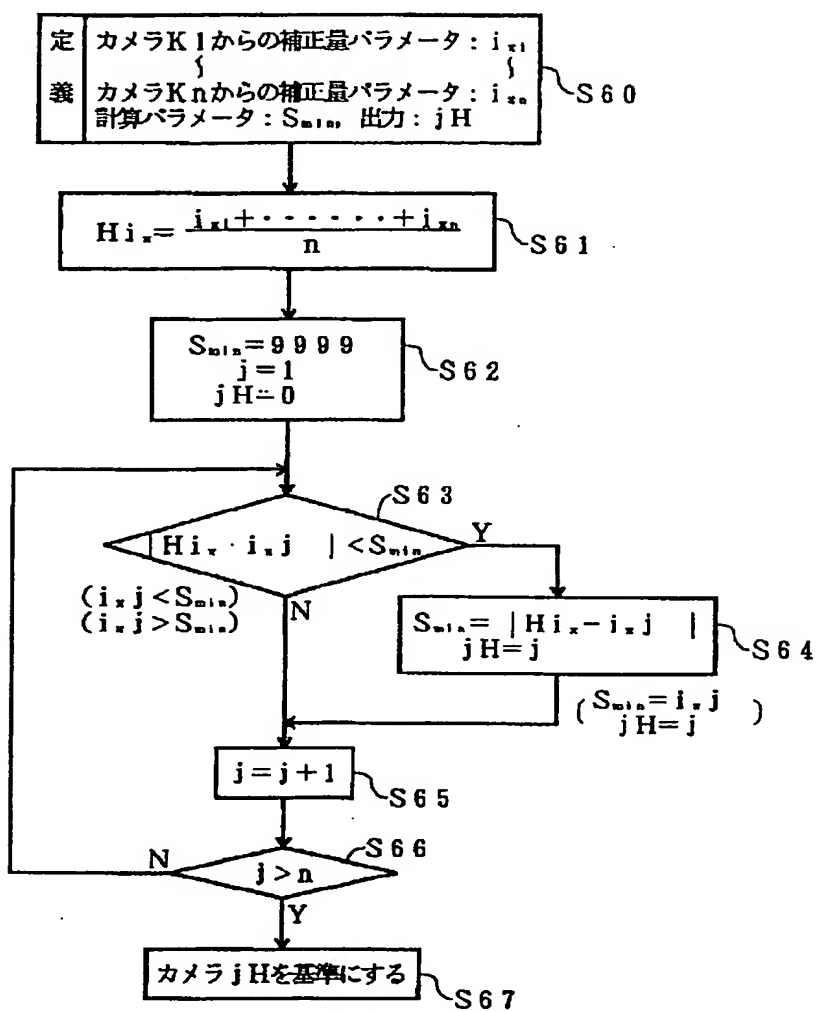 定義
カメラK1からの補正量パラメータ：ix1
∫ ∫
カメラKnからの補正量パラメータ：ixn
計算パラメータ：Smin, 出力：jH
S60
Hix=
ix1+・・・・・・+ixn
n
S61
Smin=9999
j=1
jH=0
S62
S63
|Hix・ixj |<Smin
Y
(ixj<Smin)
(ixj>Smin)
N
Smin=|Hix−ixj |
jH=j
S64
(Smin=ixj
jH=j )
j=j+1
S65
S66
N
j>n
Y
カメラjHを基準にする
S67